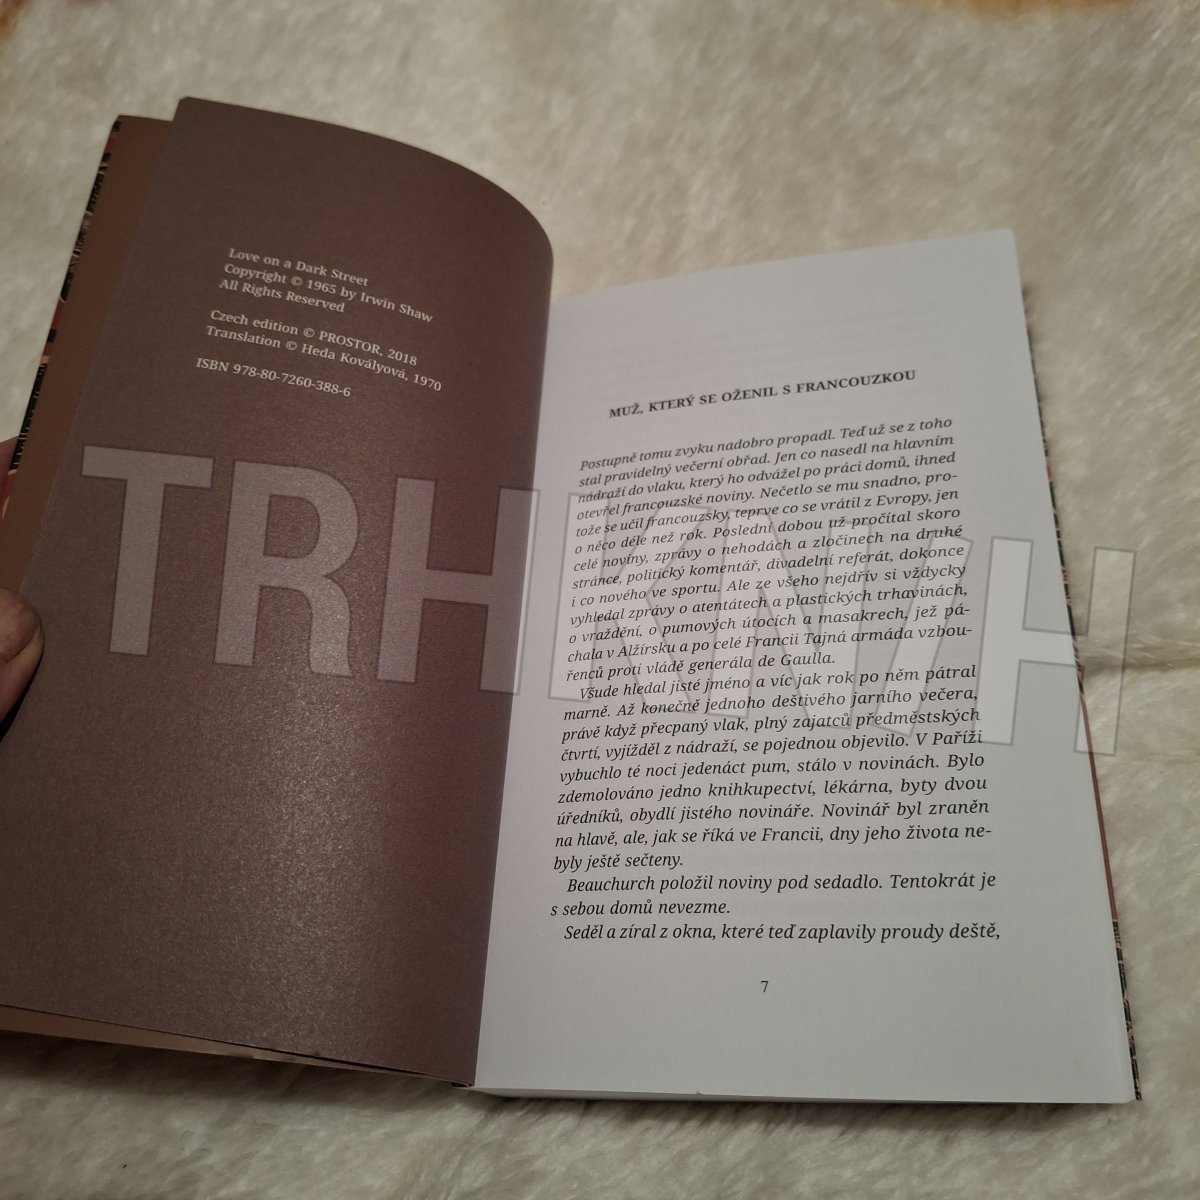 Love on a Dark Street
Copyright © 1965 by Irwin Shaw
All Rights Reserved
Czech edition © PROSTOR, 2018
Translation © Heda Kovályová, 1970
ISBN 978-80-7260-388-6
MUŽ, KTERÝ SE OŽENIL S FRANCOUZKOU
Postupně tomu zvyku nadobro propadl. Teď už se z toho
stal pravidelný večerní obřad. Jen co nasedl na hlavním
nádraží do vlaku, který ho odvážel po práci domů, ihned
otevřel francouzské noviny. Nečetlo se mu snadno, pro-
tože se učil francouzsky, teprve co se vrátil z Evropy, jen
o něco déle než rok. Poslední dobou už pročítal skoro
celé noviny, zprávy o nehodách a zločinech na druhé
stránce, politický komentář, divadelní referát, dokonce
i co nového ve sportu. Ale ze všeho nejdřív si vždycky
vyhledal zprávy o atentátech a plastických trhavinách,
o vraždění, o pumových útocích a masakrech, jež pá-
chala v Alžírsku a po celé Francii Tajná armáda vzbou-
řenců proti vládě generála de Gaulla.
Všude hledal jisté jméno a víc jak rok po něm pátral
marně. Až konečně jednoho deštivého jarního večera,
právě když přecpaný vlak, plný zajatců předměstských
čtvrtí, vyjížděl z nádraží, se pojednou objevilo. V Paříži
vybuchlo té noci jedenáct pum, stálo v novinách. Bylo
zdemolováno jedno knihkupectví, lékárna, byty dvou
úředníků, obydlí jistého novináře. Novinář byl zraněn
na hlavě, ale, jak se říká ve Francii, dny jeho života ne-
byly ještě sečteny.
Beauchurch položil noviny pod sedadlo. Tentokrát je
s sebou domů nevezme.
Seděl a zíral z okna, které teď zaplavily proudy deště,
7
TRHKNIH